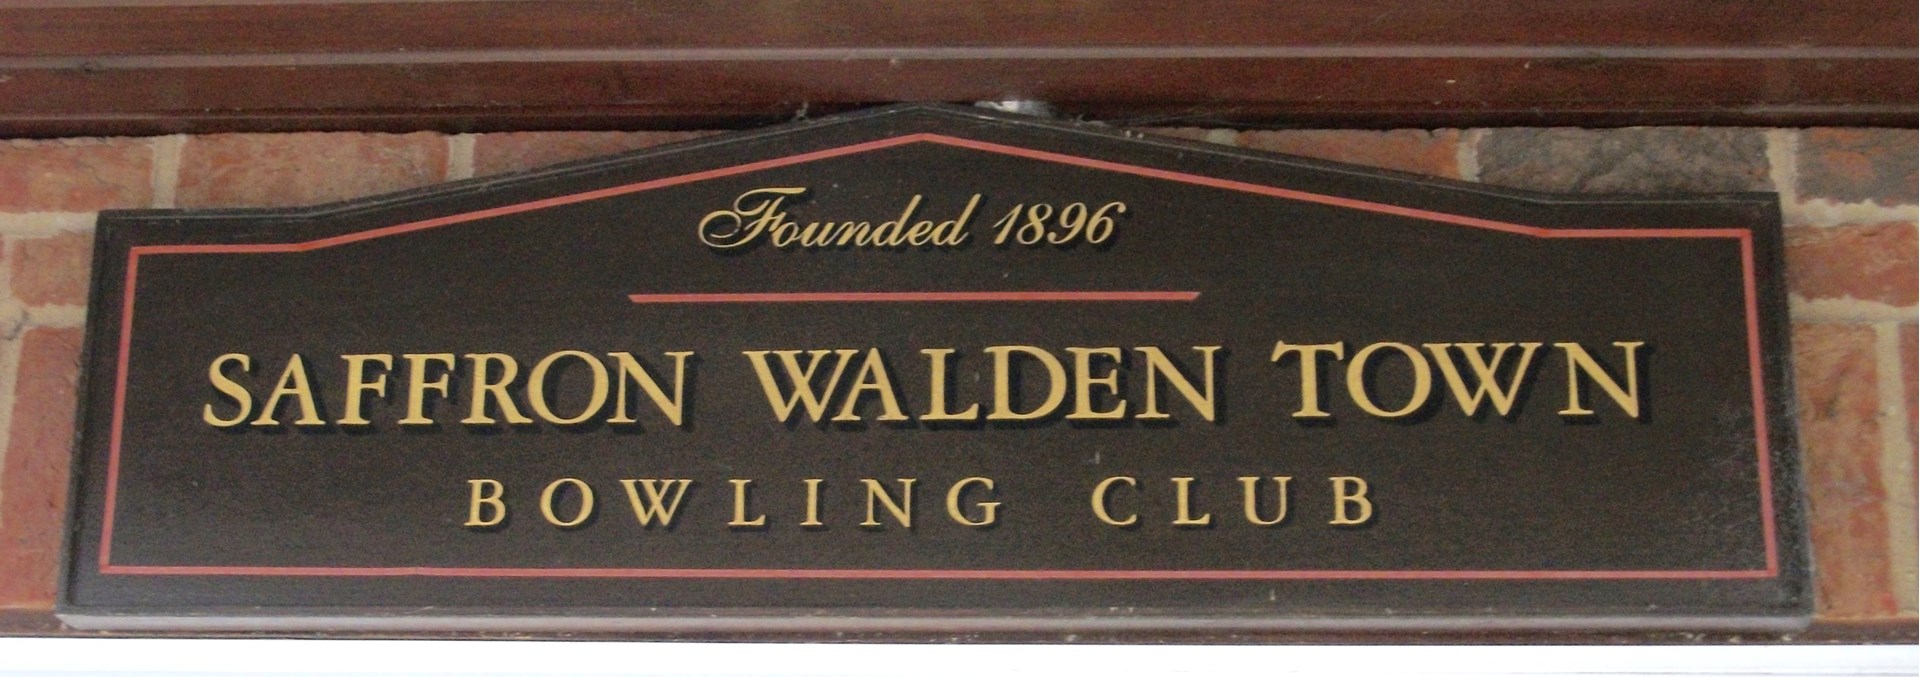 Founded 1896
SAFFRON WALDEN TOWN
BOWLING CLUB